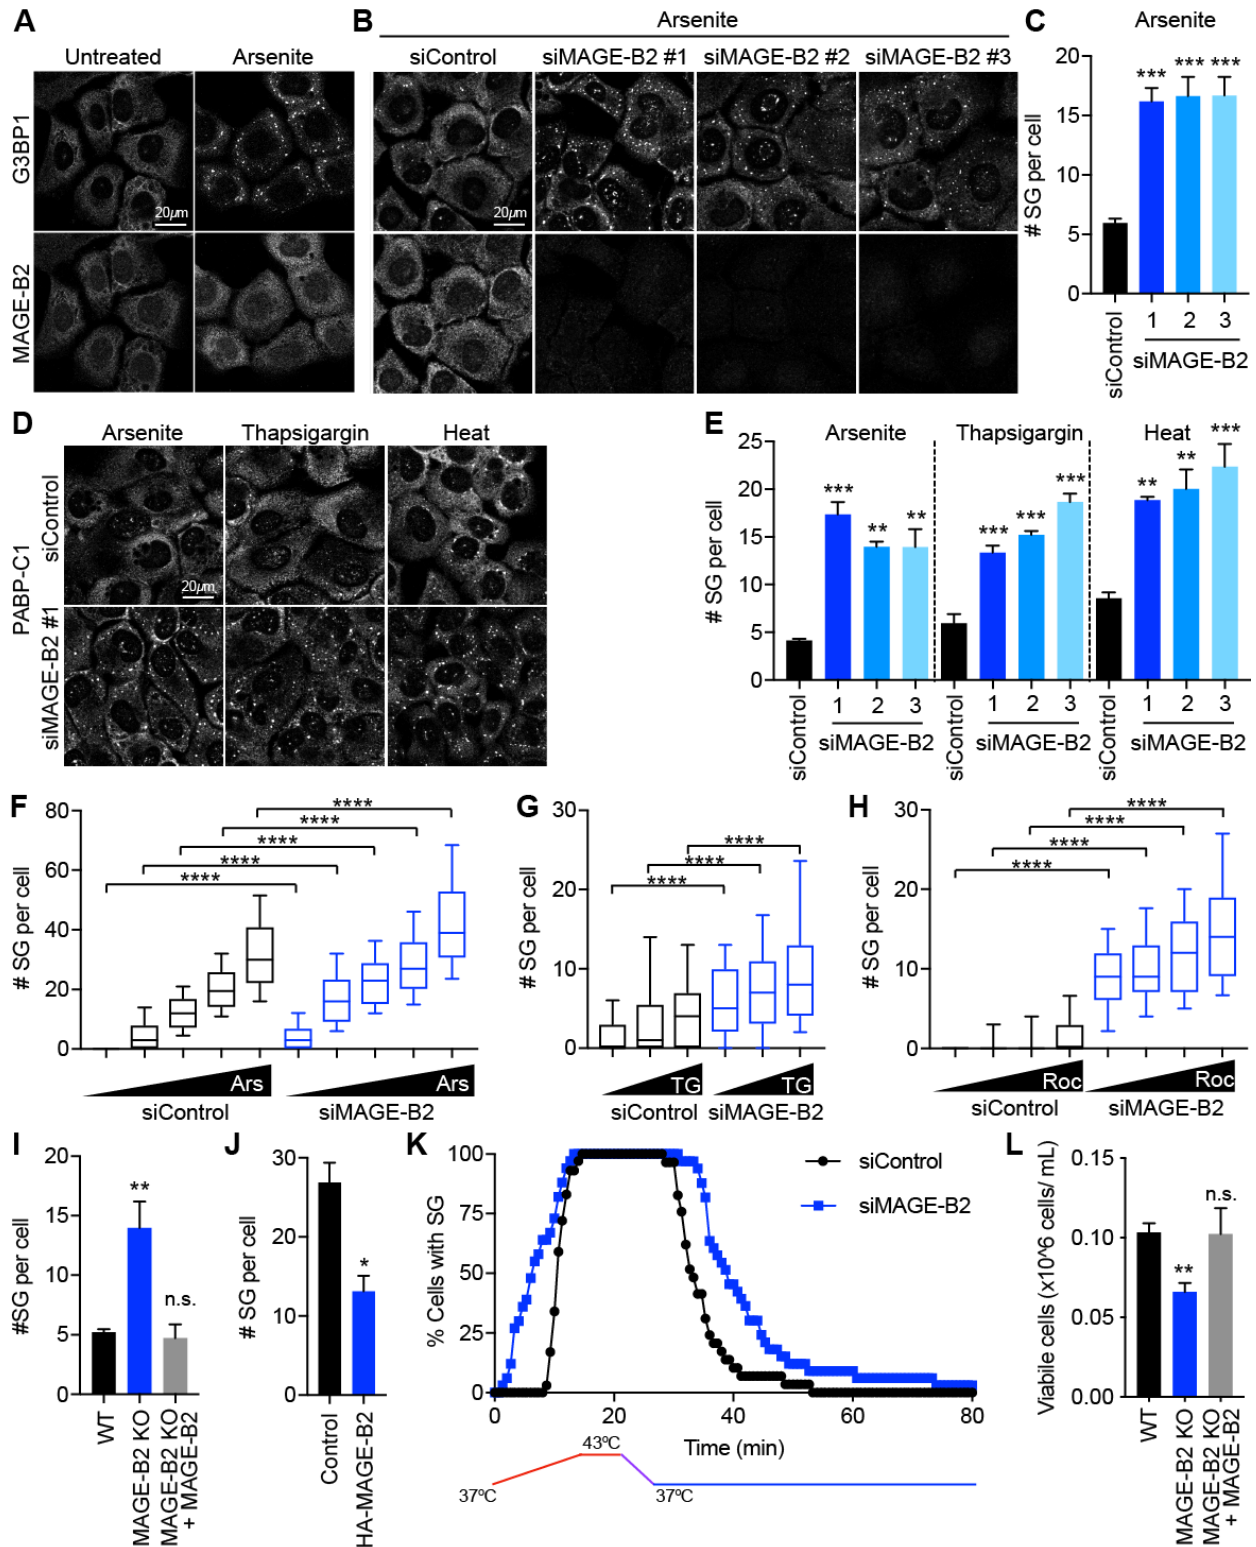 A
Untreated
Arsenite
G3BP1
20µm
MAGE-B2
B
Arsenite
siControl
siMAGE-B2 #1
siMAGE-B2 #2
siMAGE-B2 #3
20µm
C
Arsenite
# SG per cell
20
15
10
5
0
***
***
***
siControl
1
2
3
siMAGE-B2
D
Arsenite
Thapsigargin
Heat
PABP-C1
siControl
20µm
siMAGE-B2 #1
E
Arsenite
Thapsigargin
Heat
# SG per cell
25
20
15
10
5
0
***
**
**
***
***
***
**
**
***
siControl
1
2
3
siMAGE-B2
siControl
1
2
3
siMAGE-B2
siControl
1
2
3
siMAGE-B2
F
# SG per cell
80
60
40
20
0
****
****
****
****
****
Ars
Ars
siControl
siMAGE-B2
G
# SG per cell
30
20
10
0
****
****
****
TG
TG
siControl
siMAGE-B2
H
# SG per cell
30
20
10
0
****
****
****
****
Roc
Roc
siControl
siMAGE-B2
I
#SG per cell
20
15
10
5
0
**
n.s.
WT
MAGE-B2 KO
MAGE-B2 KO
+ MAGE-B2
J
# SG per cell
30
20
10
0
*
Control
HA-MAGE-B2
K
% Cells with SG
100
75
50
25
0
siControl
siMAGE-B2
0
20
40
60
80
Time (min)
37ºC
43ºC
37ºC
L
Viabile cells (x10^6 cells/ mL)
0.15
0.10
0.05
0.00
**
n.s.
WT
MAGE-B2 KO
MAGE-B2 KO
+ MAGE-B2